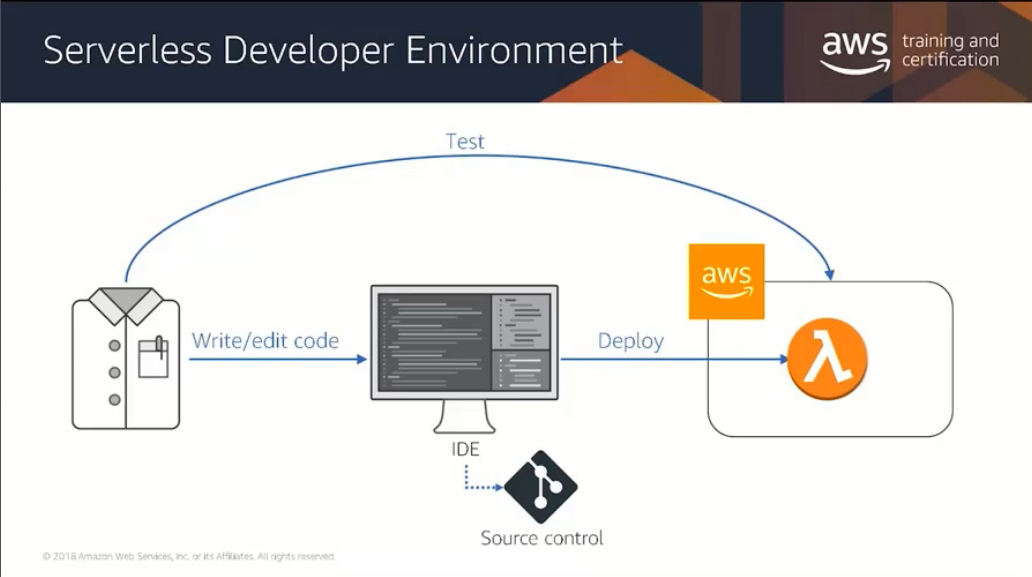 Serverless Developer Environment
aws training and
certification
Test
aws
Write/edit code
Deploy
IDE
Source control
© 2018 Amazon Web Services, Inc. or its Affiliates. All rights reserved.